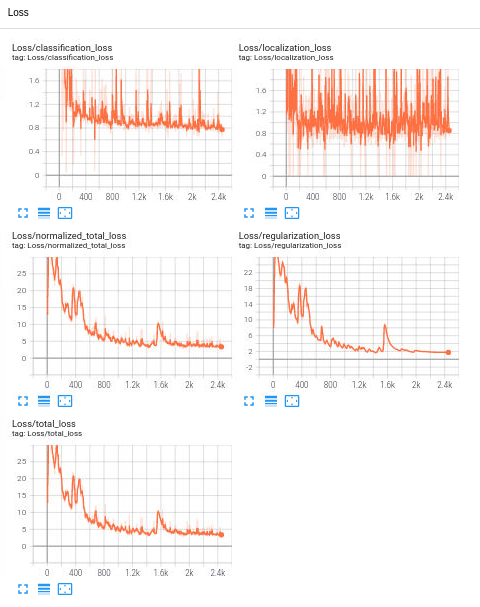 Loss
Loss/classification_loss
tag: Loss/classification_loss
1.6
1.2
0.8
0.4
0
0 400 800 1.2k 1.6k 2k 2.4k
Loss/localization_loss
tag: Loss/localization_loss
1.6
1.2
0.8
0.4
0
0 400 800 1.2k 1.6k 2k 2.4k
Loss/normalized_total_loss
tag: Loss/normalized_total_loss
25
20
15
10
5
0
0 400 800 1.2k 1.6k 2k 2.4k
Loss/regularization_loss
tag: Loss/regularization_loss
22
18
14
10
6
2
-2
0 400 800 1.2k 1.6k 2k 2.4k
Loss/total_loss
tag: Loss/total_loss
25
20
15
10
5
0
0 400 800 1.2k 1.6k 2k 2.4k